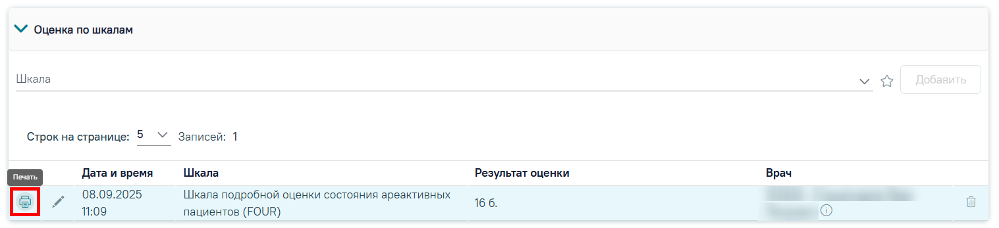 Оценка по шкалам
Шкала
Добавить
Строк на странице: 5 Записей: 1
Печать
Дата и время Шкала Результат оценки Врач
08.09.2025 Шкала подробной оценки состояния ареактивных
11:09 пациентов (FOUR) 16 б.